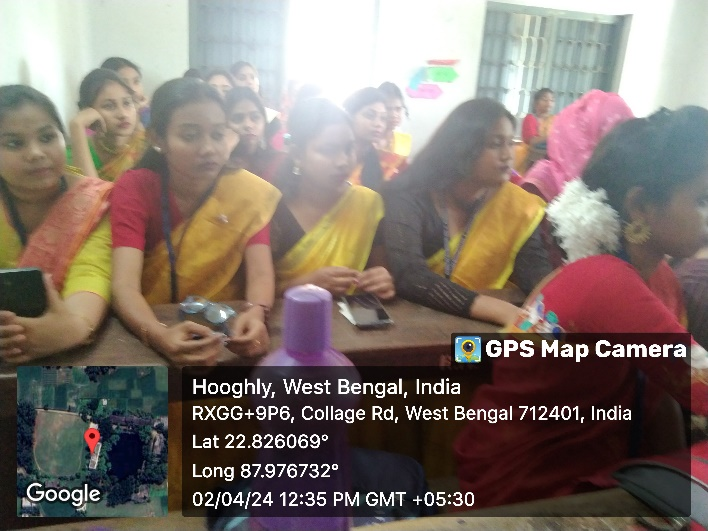 GPS Map Camera
Hooghly, West Bengal, India
RXGG+9P6, Collage Rd, West Bengal 712401, India
Lat 22.826069°
Long 87.976732°
02/04/24 12:35 PM GMT +05:30
Google